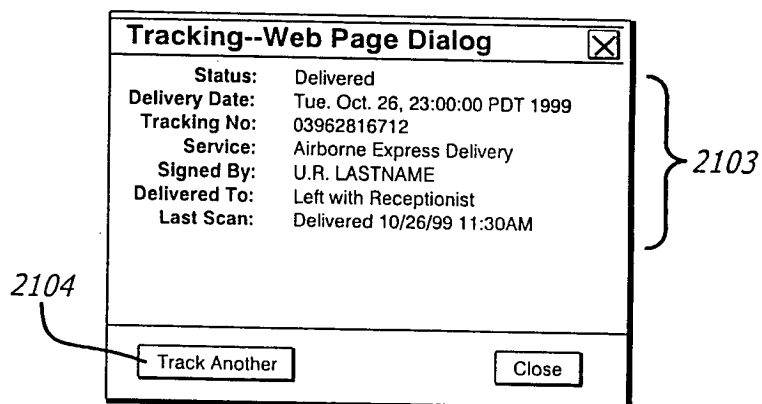 Tracking--Web Page Dialog
Status: Delivered
Delivery Date: Tue. Oct. 26, 23:00:00 PDT 1999
Tracking No: 03962816712
Service: Airborne Express Delivery
Signed By: U.R. LASTNAME
Delivered To: Left with Receptionist
Last Scan: Delivered 10/26/99 11:30AM
2103
2104
Track Another
Close